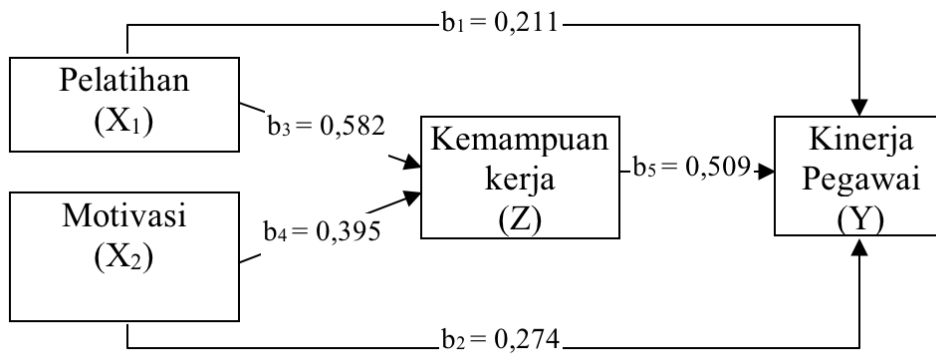 b₁ = 0,211
Pelatihan
(X₁)
b₃ = 0,582
Kemampuan
kerja
(Z)
b₅ = 0,509
Kinerja
Pegawai
(Y)
Motivasi
(X₂)
b₄ = 0,395
b₂ = 0,274